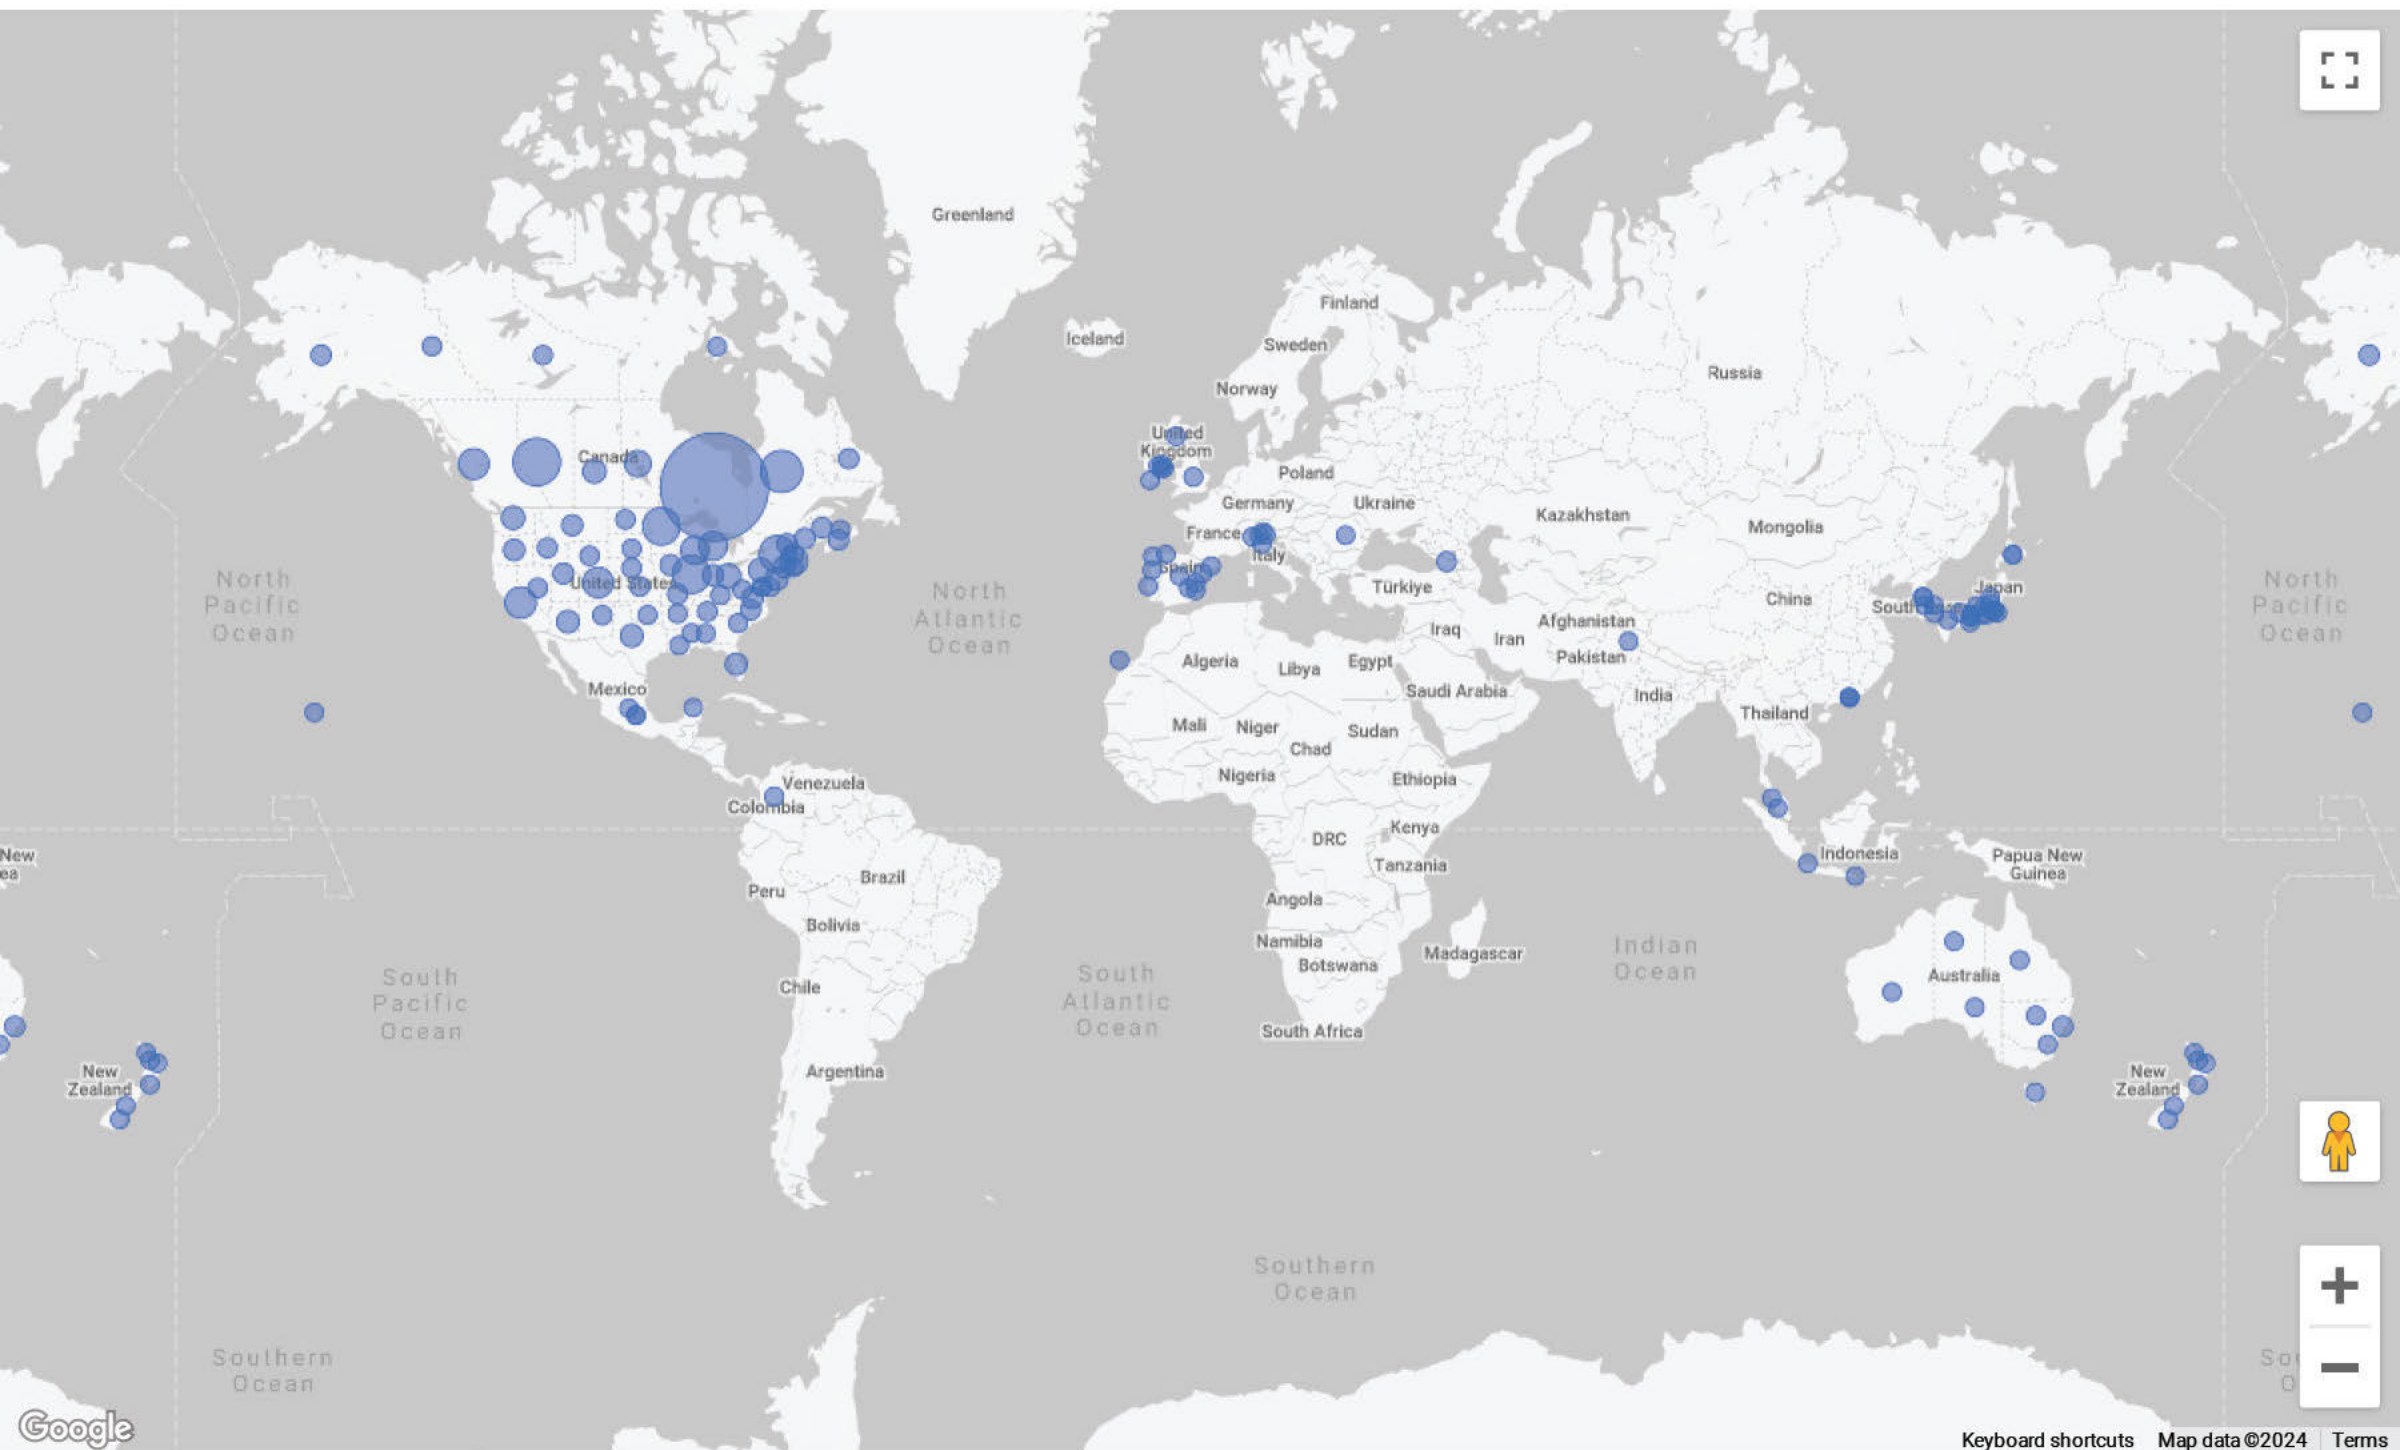 Greenland
Finland
Iceland
Sweden
Russia
Norway
United
Kingdom
Canada
Poland
Germany
Ukraine
Kazakhstan
Mongolia
France
Italy
Spain
North
Pacific
Ocean
United States
North
Atlantic
Ocean
Türkiye
China
Japan
South
North
Pacific
Ocean
Afghanistan
Iraq
Iran
Pakistan
Algeria
Libya
Egypt
Saudi Arabia
India
Mexico
Thailand
Mali
Niger
Sudan
Chad
Nigeria
Ethiopia
Venezuela
Colombia
DRC
Kenya
Tanzania
Indonesia
Papua New
Guinea
New
ea
Peru
Brazil
Angola
Bolivia
Namibia
Botswana
Madagascar
Indian
Ocean
Australia
South
Pacific
Ocean
Chile
South
Atlantic
Ocean
South Africa
Argentina
New
Zealand
New
Zealand
Southern
Ocean
Southern
Ocean
So
O
Google
Keyboard shortcuts
Map data ©2024
Terms